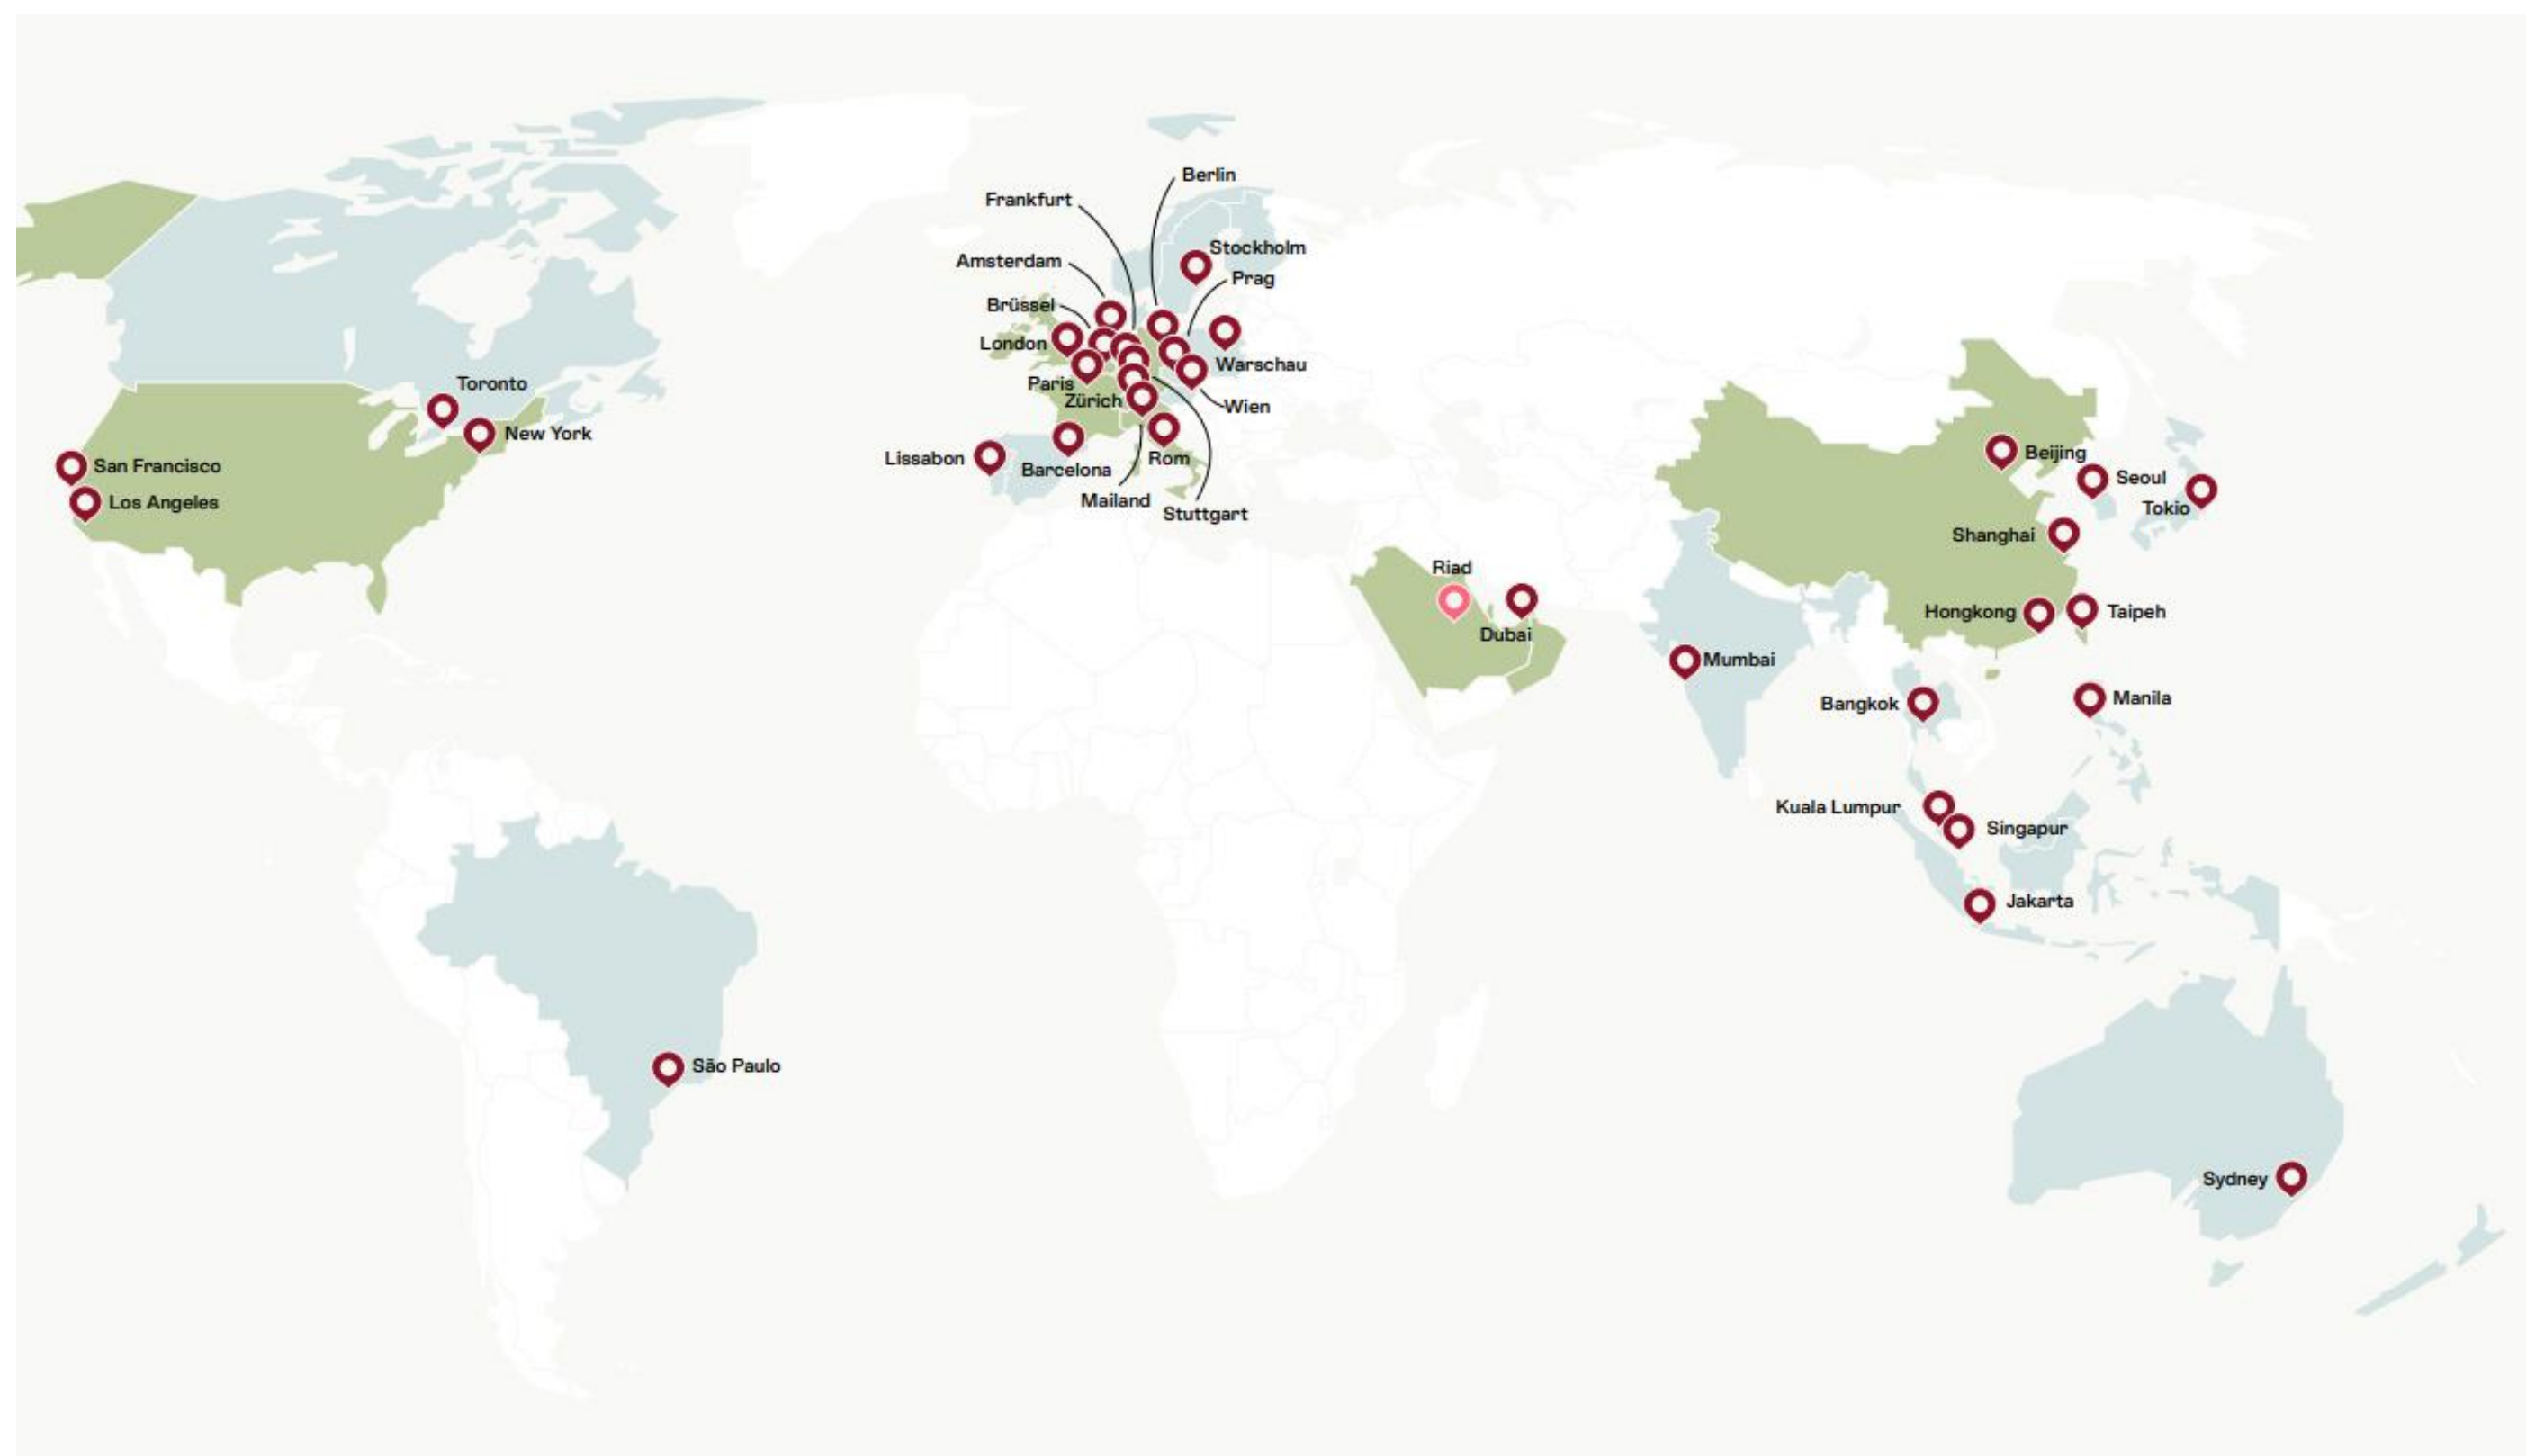 Berlin
Frankfurt
Stockholm
Amsterdam
Prag
Brüssel
London
Warschau
Paris
Zürich
Wien
Toronto
New York
San Francisco
Los Angeles
Lissabon
Barcelona
Rom
Mailand
Stuttgart
Beijing
Seoul
Tokio
Shanghai
Riad
Dubai
Hongkong
Taipeh
Mumbai
Bangkok
Manila
Kuala Lumpur
Singapur
Jakarta
São Paulo
Sydney